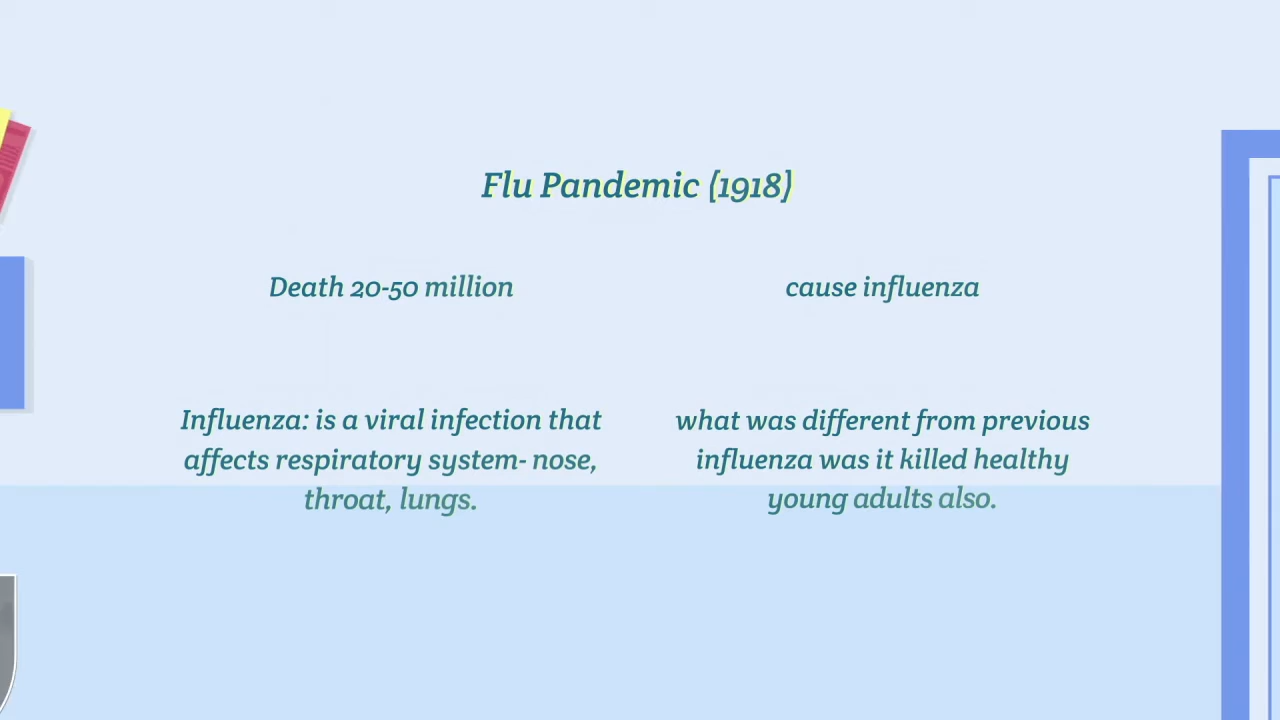 Flu Pandemic (1918)
Death 20-50 million
cause influenza
Influenza: is a viral infection that
affects respiratory system- nose,
throat, lungs.
what was different from previous
influenza was it killed healthy
young adults also.